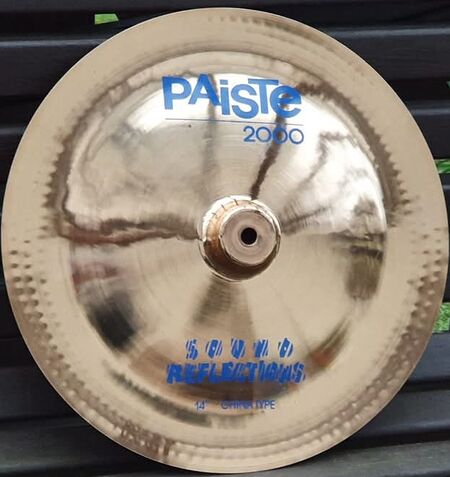 PAiSTe
2000
SOUND
REFLECTIONS
14" CHINA TYPE